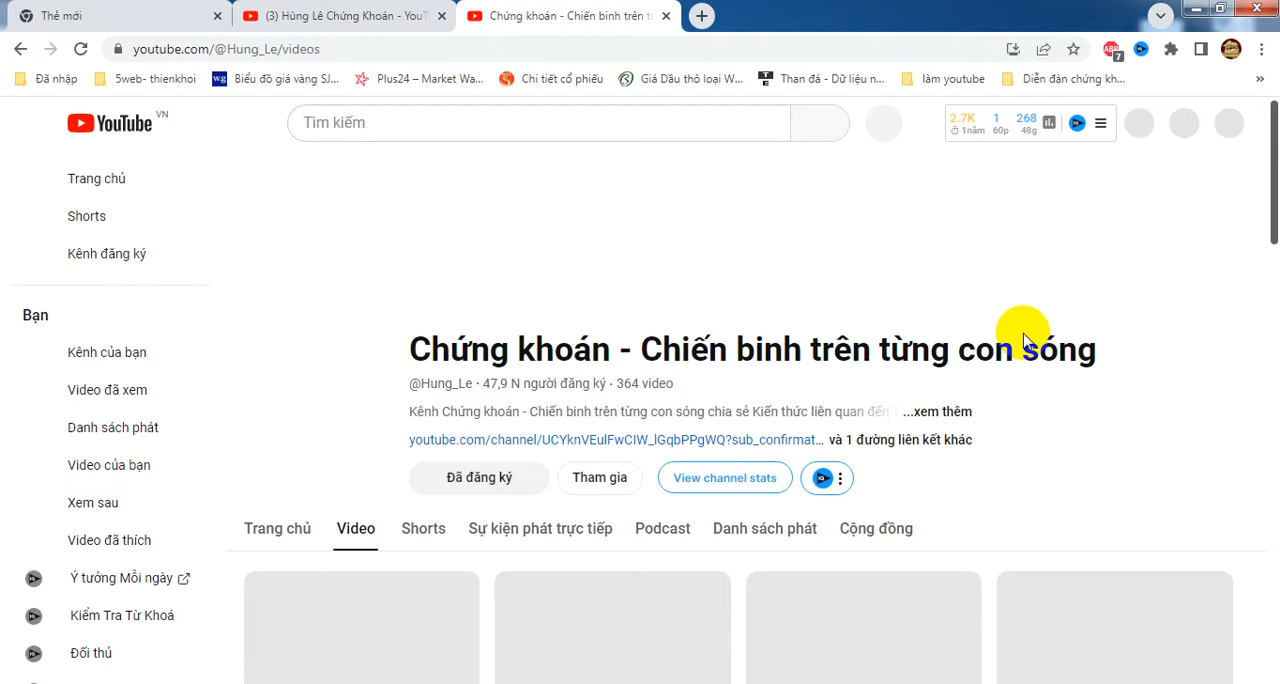 Thẻ mới
(3) Hùng Lê Chứng Khoán - YouT
Chứng khoán - Chiến binh trên t
youtube.com/@Hung_Le/videos
ABP 7
Đã nhập
5web- thienkhoi
wg Biểu đồ giá vàng SJ...
Plus24 – Market Wa...
Chi tiết cổ phiếu
Giá Dầu thô loại W...
Than đá - Dữ liệu n...
làm youtube
Diễn đàn chứng kh...
YouTube VN
Tìm kiếm
2.7K 1 268
1năm 60p 48g
Trang chủ
Shorts
Kênh đăng ký
Bạn
Kênh của bạn
Video đã xem
Danh sách phát
Video của bạn
Xem sau
Video đã thích
Ý tưởng Mỗi ngày
Kiểm Tra Từ Khoá
Đối thủ
Chứng khoán - Chiến binh trên từng con sóng
@Hung_Le · 47,9 N người đăng ký · 364 video
Kênh Chứng khoán - Chiến binh trên từng con sóng chia sẻ Kiến thức liên quan đến T ...xem thêm
youtube.com/channel/UCYknVEulFwCIW_lGqbPPgWQ?sub_confirmat... và 1 đường liên kết khác
Đã đăng ký
Tham gia
View channel stats
Trang chủ Video Shorts Sự kiện phát trực tiếp Podcast Danh sách phát Cộng đồng